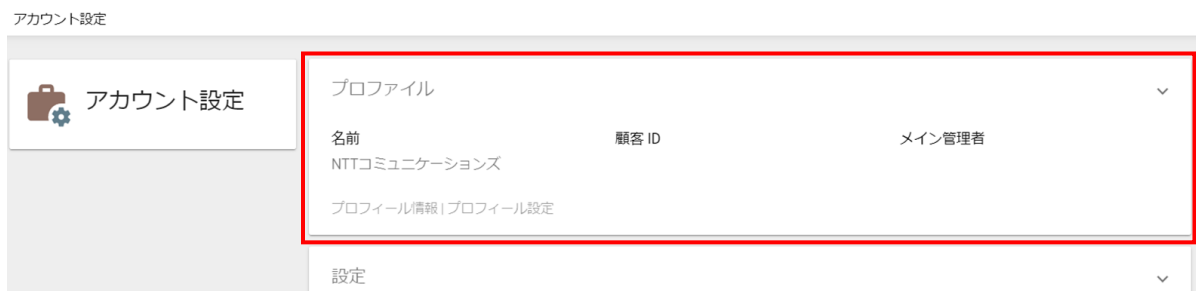 アカウント設定
アカウント設定
プロファイル
名前 顧客 ID メイン管理者
NTTコミュニケーションズ
プロフィール情報 | プロフィール設定
設定